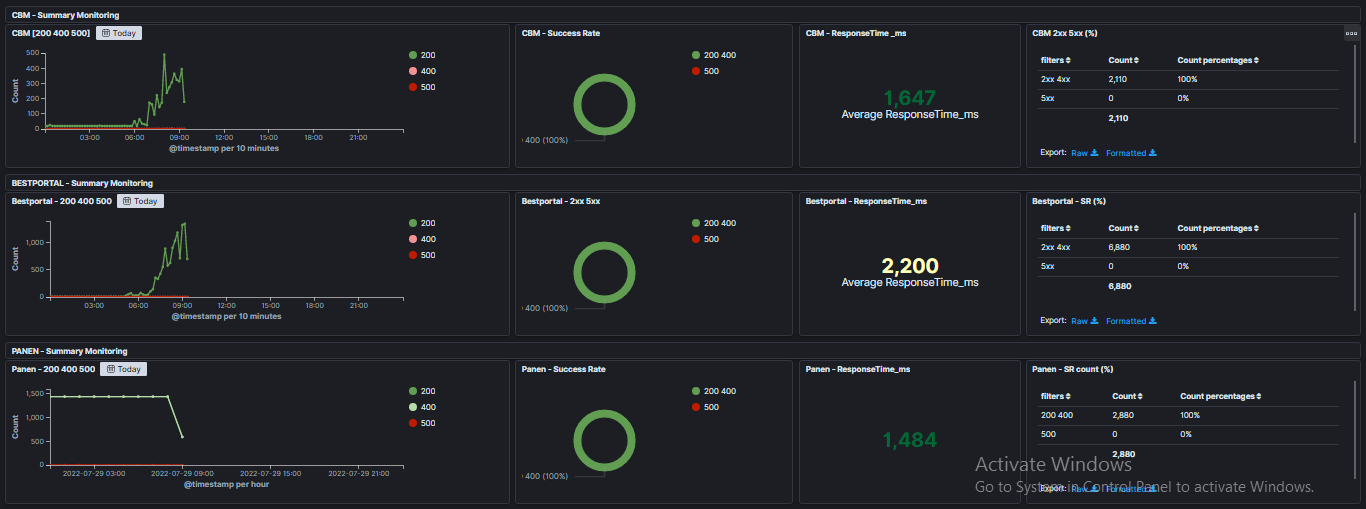 CBM - Summary Monitoring
CBM [200 400 500] Today
500
400
300
200
100
0
Count
03:00 06:00 09:00 12:00 15:00 18:00 21:00
@timestamp per 10 minutes
200
400
500
CBM - Success Rate
400 (100%)
200 400
500
CBM - ResponseTime _ms
1,647
Average ResponseTime_ms
CBM 2xx 5xx (%)
filters Count Count percentages
2xx 4xx 2,110 100%
5xx 0 0%
2,110
Export: Raw Formatted
BESTPORTAL - Summary Monitoring
Bestportal - 200 400 500 Today
1,000
500
0
Count
03:00 06:00 09:00 12:00 15:00 18:00 21:00
@timestamp per 10 minutes
200
400
500
Bestportal - 2xx 5xx
400 (100%)
200 400
500
Bestportal - ResponseTime_ms
2,200
Average ResponseTime_ms
Bestportal - SR (%)
filters Count Count percentages
2xx 4xx 6,880 100%
5xx 0 0%
6,880
Export: Raw Formatted
PANEN - Summary Monitoring
Panen - 200 400 500 Today
1,500
1,000
500
0
Count
2022-07-29 03:00 2022-07-29 09:00 2022-07-29 15:00 2022-07-29 21:00
@timestamp per hour
200
400
500
Panen - Success Rate
400 (100%)
200 400
500
Panen - ResponseTime_ms
1,484
Panen - SR count (%)
filters Count Count percentages
200 400 2,880 100%
500 0 0%
2,880
Export: Raw Formatted
Activate Windows
Go to System in Control Panel to activate Windows.